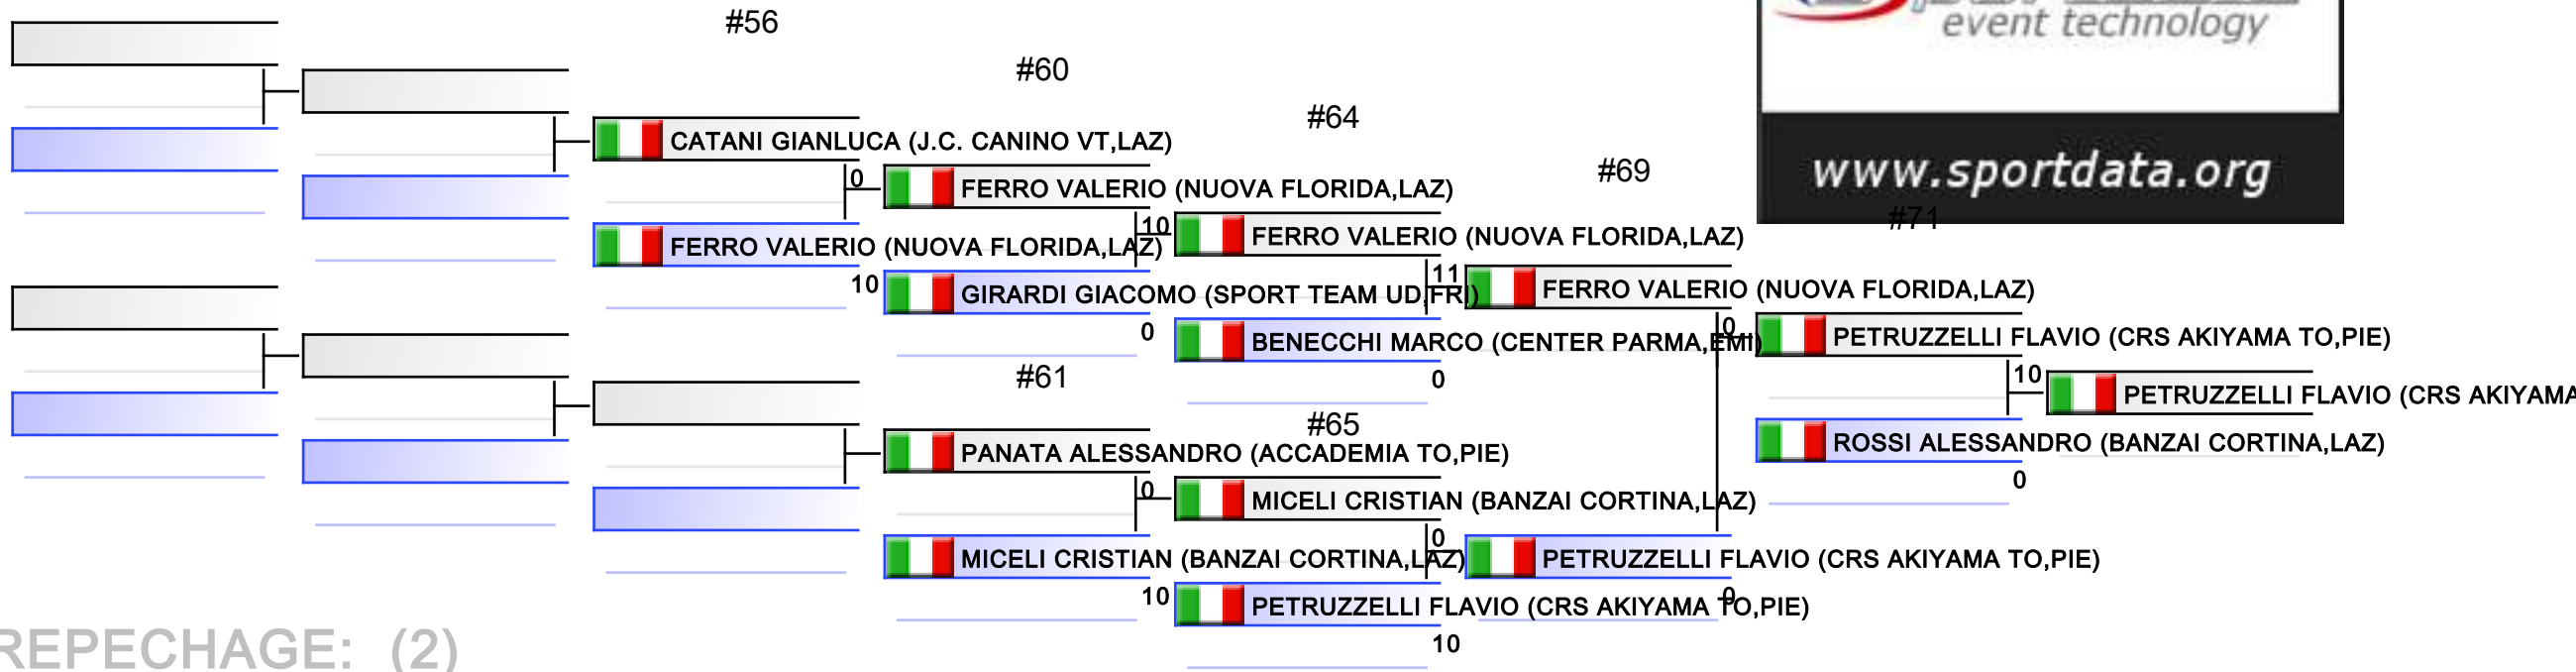 event technology
www.sportdata.org
#56
#60
#64
#69
#71
CATANI GIANLUCA (J.C. CANINO VT,LAZ)
0
FERRO VALERIO (NUOVA FLORIDA,LAZ)
10
FERRO VALERIO (NUOVA FLORIDA,LAZ)
10
GIRARDI GIACOMO (SPORT TEAM UD,FRI)
0
FERRO VALERIO (NUOVA FLORIDA,LAZ)
11
BENECCHI MARCO (CENTER PARMA,EMI)
0
FERRO VALERIO (NUOVA FLORIDA,LAZ)
0
PETRUZZELLI FLAVIO (CRS AKIYAMA TO,PIE)
10
PETRUZZELLI FLAVIO (CRS AKIYAMA
ROSSI ALESSANDRO (BANZAI CORTINA,LAZ)
0
#61
#65
PANATA ALESSANDRO (ACCADEMIA TO,PIE)
0
MICELI CRISTIAN (BANZAI CORTINA,LAZ)
10
MICELI CRISTIAN (BANZAI CORTINA,LAZ)
0
PETRUZZELLI FLAVIO (CRS AKIYAMA TO,PIE)
10
PETRUZZELLI FLAVIO (CRS AKIYAMA TO,PIE)
0
REPECHAGE: (2)